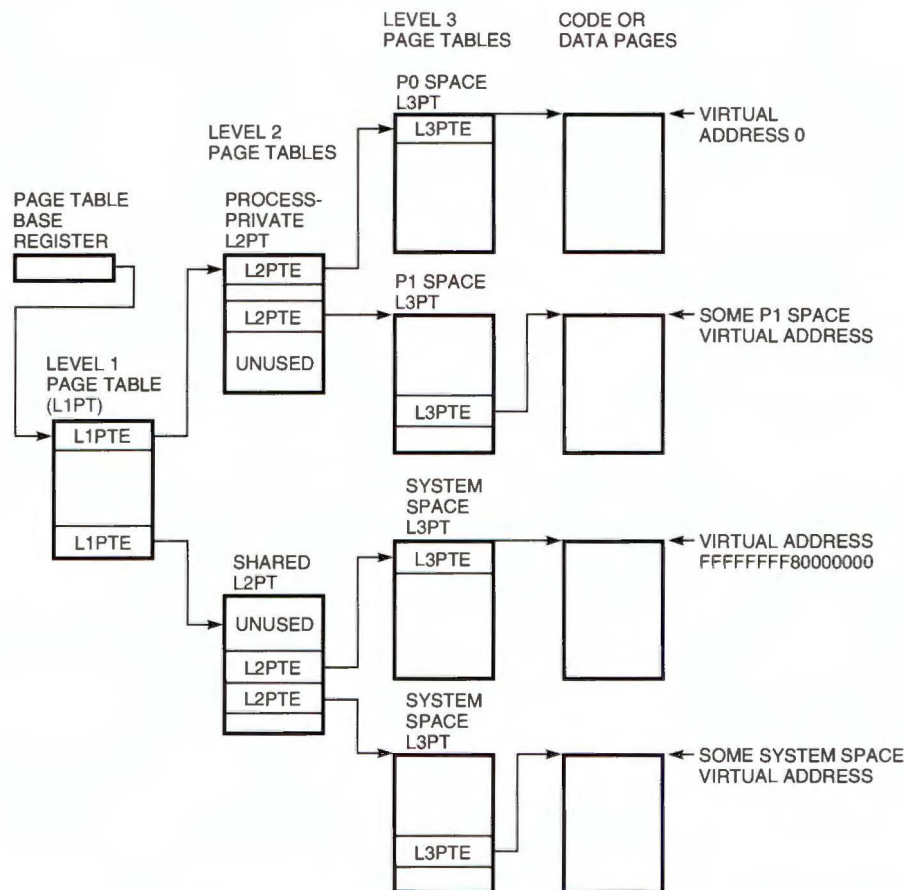 LEVEL 3
PAGE TABLES
CODE OR
DATA PAGES
P0 SPACE
L3PT
L3PTE
VIRTUAL
ADDRESS 0
LEVEL 2
PAGE TABLES
PAGE TABLE
BASE
REGISTER
PROCESS-
PRIVATE
L2PT
L2PTE
L2PTE
UNUSED
P1 SPACE
L3PT
L3PTE
SOME P1 SPACE
VIRTUAL ADDRESS
LEVEL 1
PAGE TABLE
(L1PT)
L1PTE
L1PTE
SYSTEM
SPACE
L3PT
L3PTE
VIRTUAL ADDRESS
FFFFFFFF80000000
SHARED
L2PT
UNUSED
L2PTE
L2PTE
SYSTEM
SPACE
L3PT
L3PTE
SOME SYSTEM SPACE
VIRTUAL ADDRESS